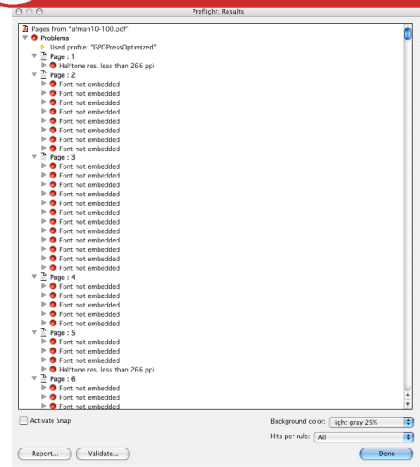 Preflight: Results
Pages from "afman10-100.pdf"
Problems
Used profile: "GPCPressOptimized"
Page : 1
Halftone res. less than 266 ppi
Page : 2
Font not embedded
Font not embedded
Font not embedded
Font not embedded
Font not embedded
Font not embedded
Font not embedded
Font not embedded
Page : 3
Font not embedded
Font not embedded
Font not embedded
Font not embedded
Font not embedded
Font not embedded
Font not embedded
Font not embedded
Font not embedded
Font not embedded
Font not embedded
Font not embedded
Page : 4
Font not embedded
Font not embedded
Font not embedded
Font not embedded
Font not embedded
Page : 5
Font not embedded
Font not embedded
Font not embedded
Halftone res. less than 266 ppi
Page : 6
Font not embedded
Font not embedded
Font not embedded
Activate Snap
Background color: light gray 25%
Hits per rule: All
Report... Validate... Done